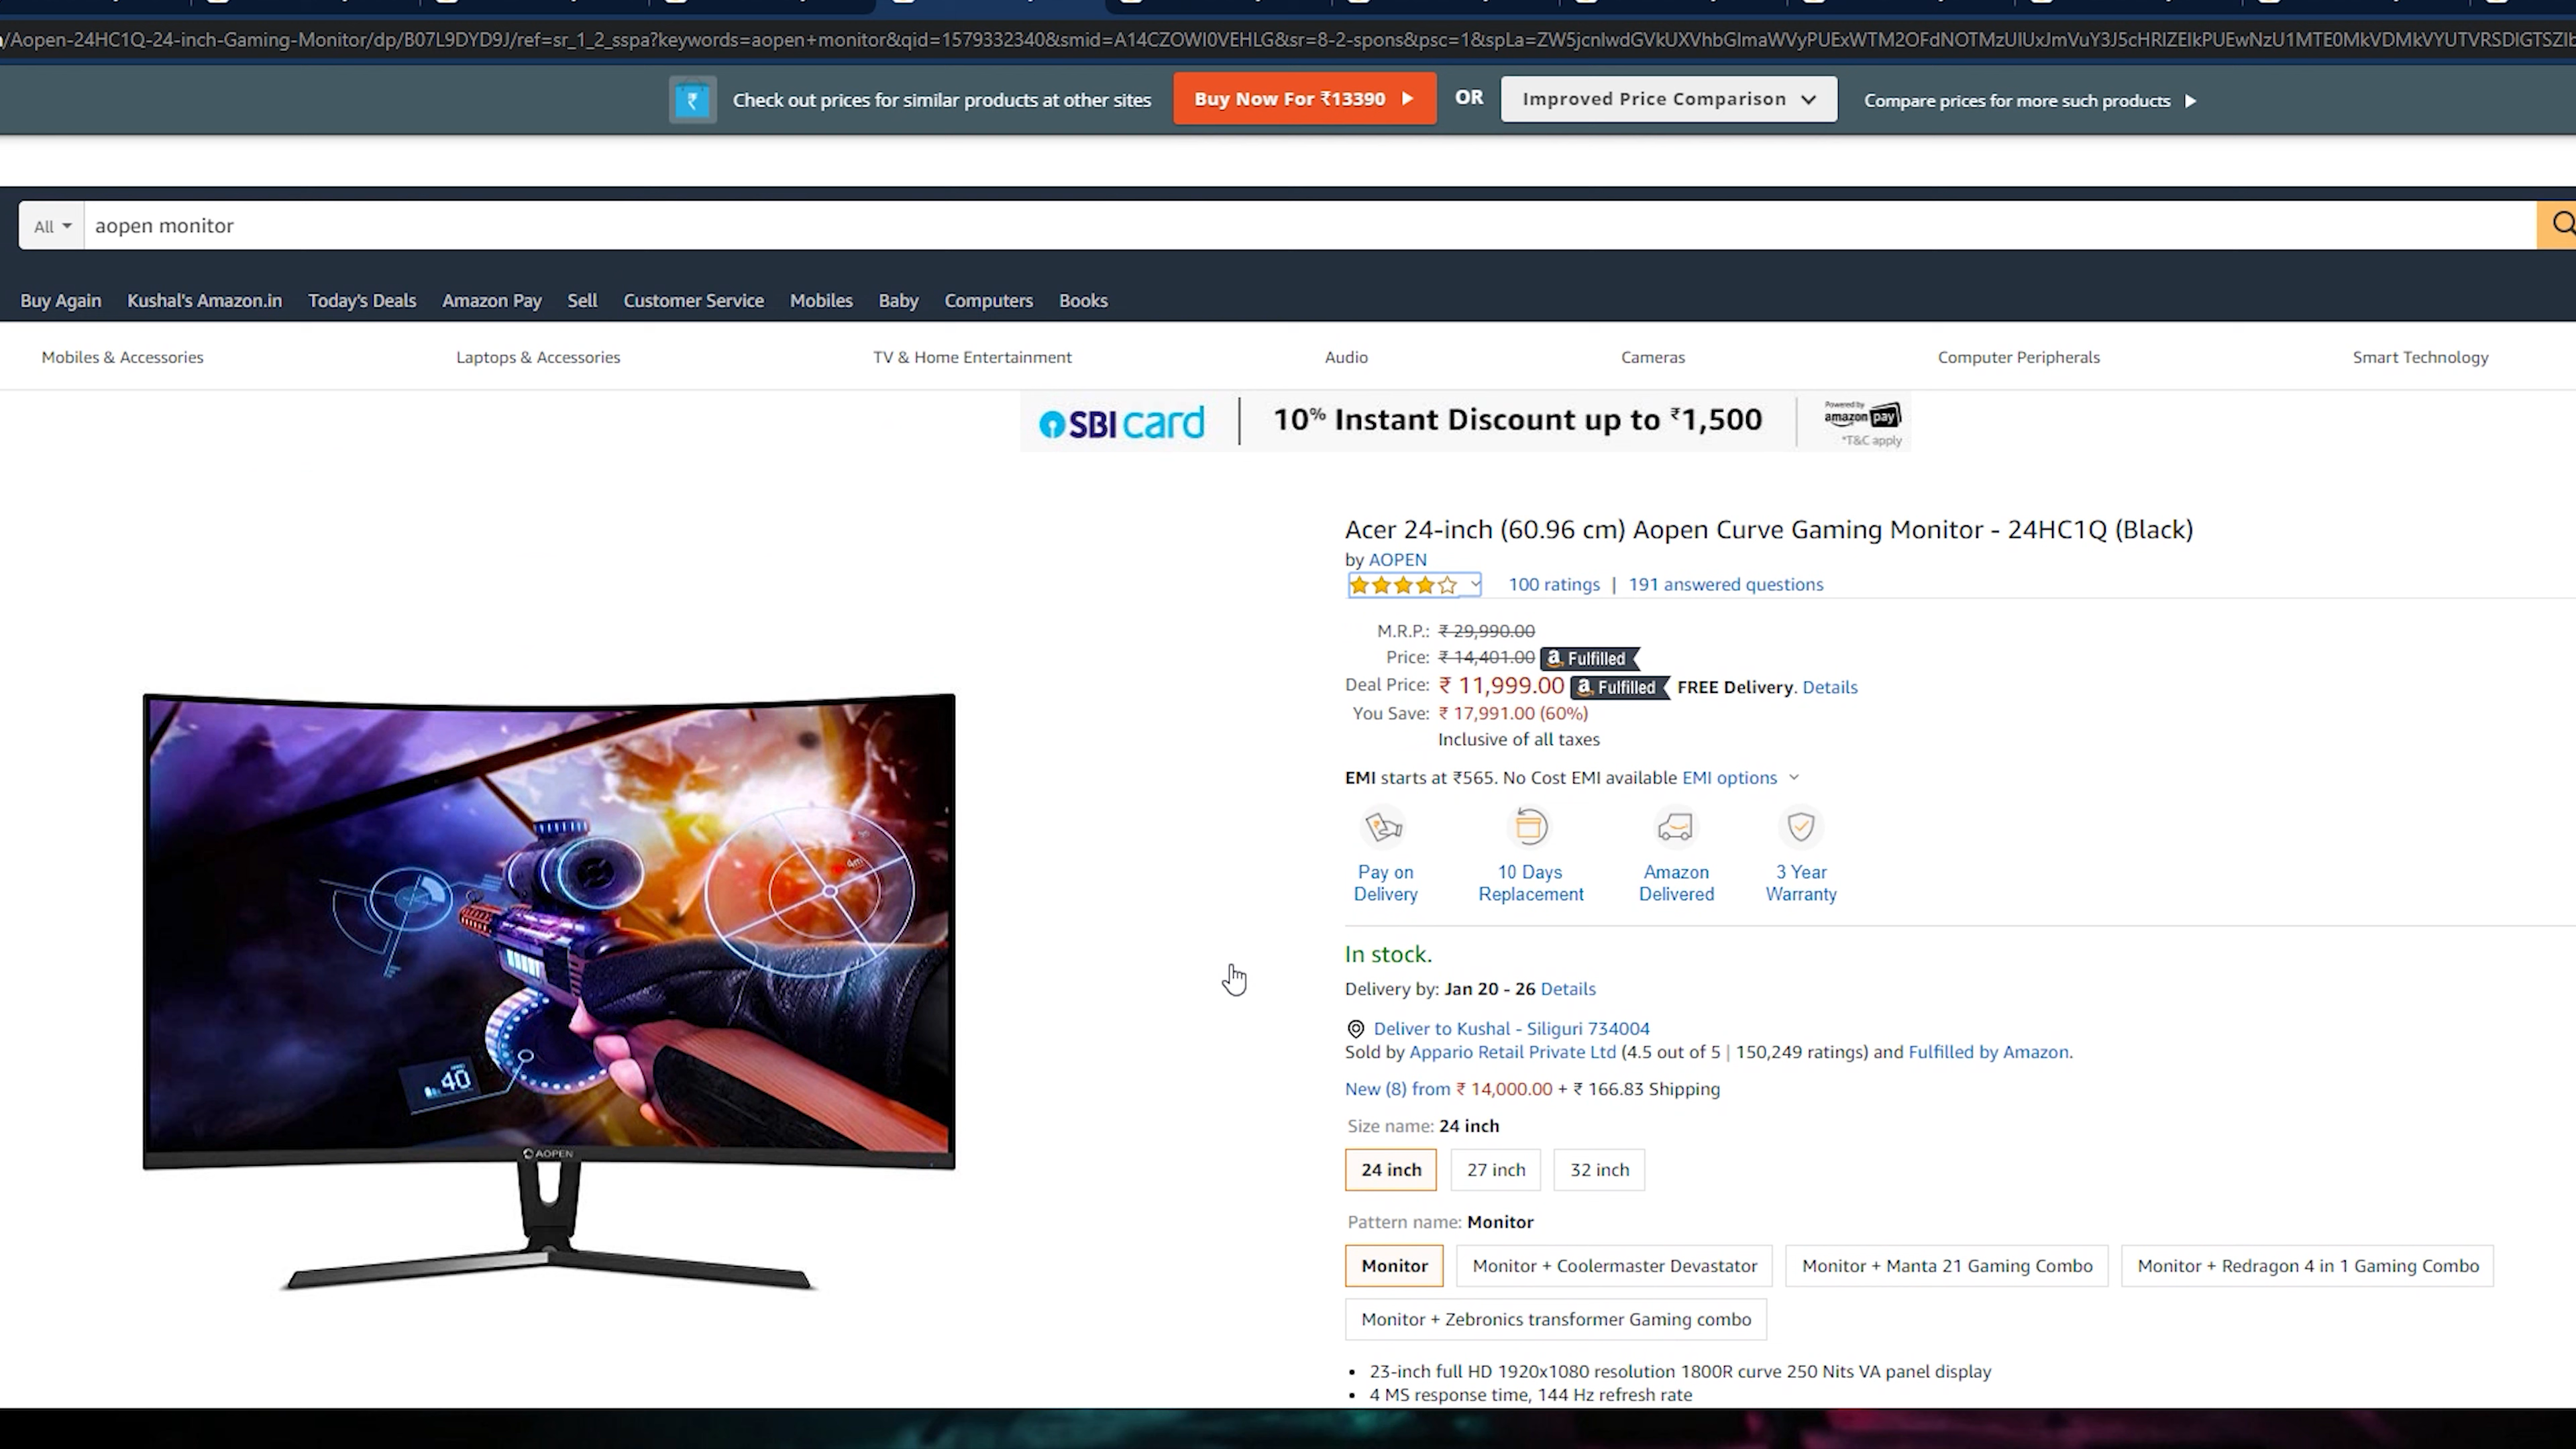 /Aopen-24HC1Q-24-inch-Gaming-Monitor/dp/B07L9DYD9J/ref=sr_1_2_sspa?keywords=aopen+monitor&qid=1579332340&smid=A14CZOWI0VEHLG&sr=8-2-spons&psc=1
Check out prices for similar products at other sites Buy Now For ₹13390 OR Improved Price Comparison Compare prices for more such products
All aopen monitor
Buy Again Kushal's Amazon.in Today's Deals Amazon Pay Sell Customer Service Mobiles Baby Computers Books
Mobiles & Accessories Laptops & Accessories TV & Home Entertainment Audio Cameras Computer Peripherals Smart Technology
SBI card 10% Instant Discount up to ₹1,500 Powered by amazon pay *T&C apply
Acer 24-inch (60.96 cm) Aopen Curve Gaming Monitor - 24HC1Q (Black)
by AOPEN
100 ratings | 191 answered questions
M.R.P.: ₹ 29,990.00
Price: ₹ 14,401.00 a Fulfilled
Deal Price: ₹ 11,999.00 a Fulfilled FREE Delivery. Details
You Save: ₹ 17,991.00 (60%)
Inclusive of all taxes
EMI starts at ₹565. No Cost EMI available EMI options
Pay on Delivery
10 Days Replacement
Amazon Delivered
3 Year Warranty
In stock.
Delivery by: Jan 20 - 26 Details
Deliver to Kushal - Siliguri 734004
Sold by Appario Retail Private Ltd (4.5 out of 5 | 150,249 ratings) and Fulfilled by Amazon.
New (8) from ₹ 14,000.00 + ₹ 166.83 Shipping
Size name: 24 inch
24 inch 27 inch 32 inch
Pattern name: Monitor
Monitor Monitor + Coolermaster Devastator Monitor + Manta 21 Gaming Combo Monitor + Redragon 4 in 1 Gaming Combo
Monitor + Zebronics transformer Gaming combo
• 23-inch full HD 1920x1080 resolution 1800R curve 250 Nits VA panel display
• 4 MS response time, 144 Hz refresh rate
40
AOPEN